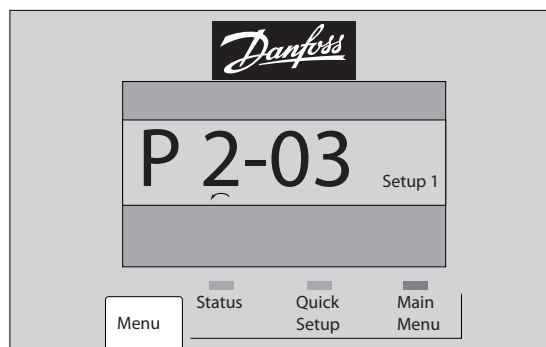 Danfoss
P 2-03
Setup 1
Status
Quick
Setup
Main
Menu
Menu